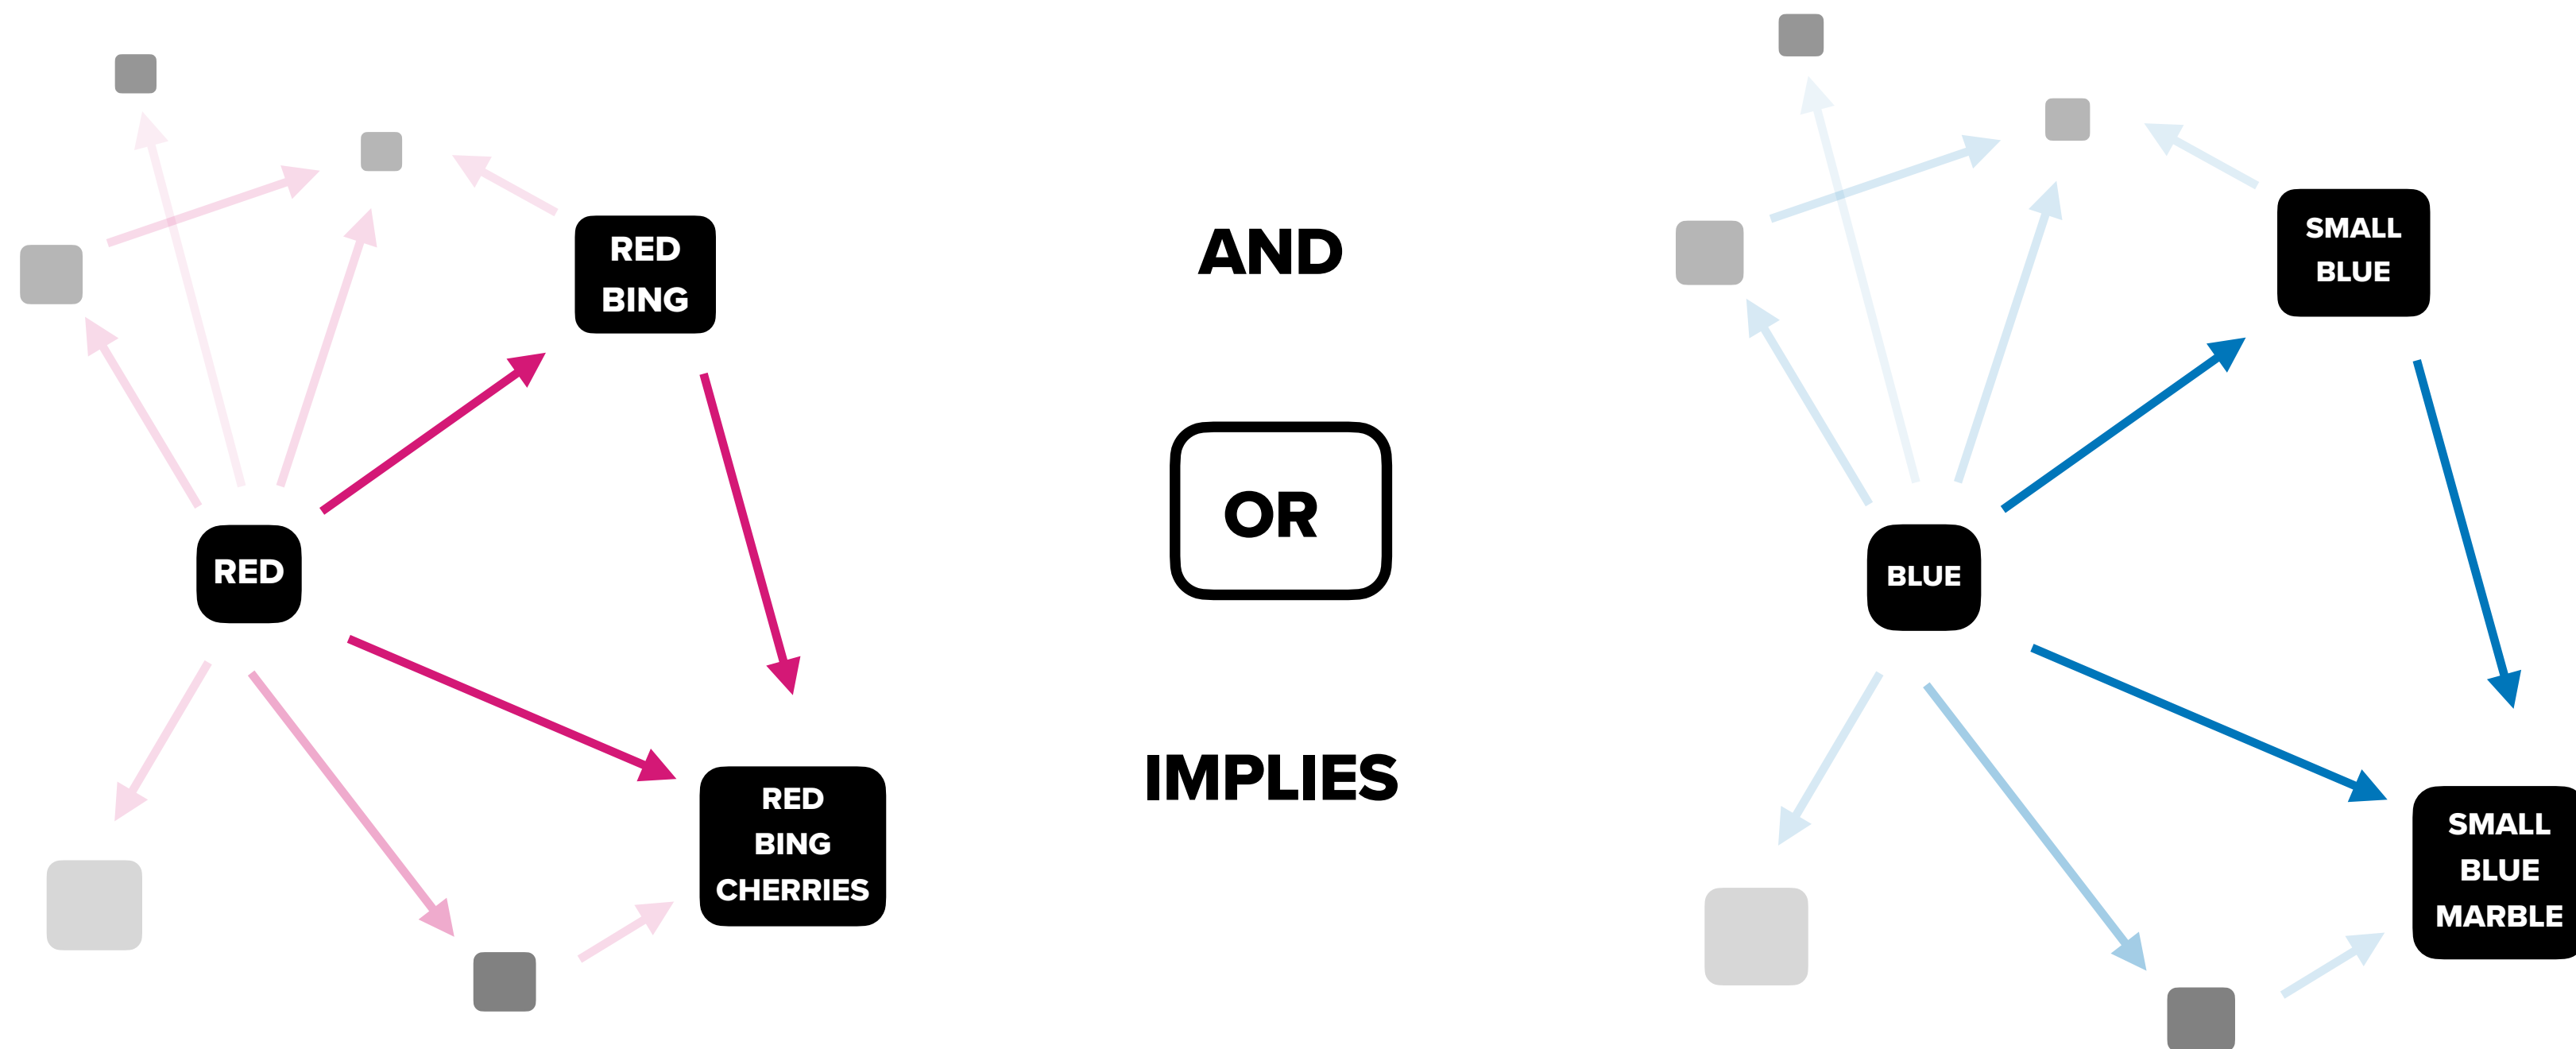 RED
BING
RED
RED
BING
CHERRIES
AND
OR
IMPLIES
SMALL
BLUE
BLUE
SMALL
BLUE
MARBLE